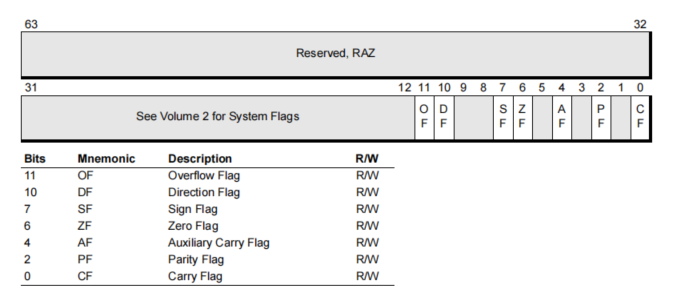 63 32
Reserved, RAZ
31 12 11 10 9 8 7 6 5 4 3 2 1 0
See Volume 2 for System Flags
O F
D F
S F
Z F
A F
P F
C F
Bits Mnemonic Description R/W
11 OF Overflow Flag R/W
10 DF Direction Flag R/W
7 SF Sign Flag R/W
6 ZF Zero Flag R/W
4 AF Auxiliary Carry Flag R/W
2 PF Parity Flag R/W
0 CF Carry Flag R/W